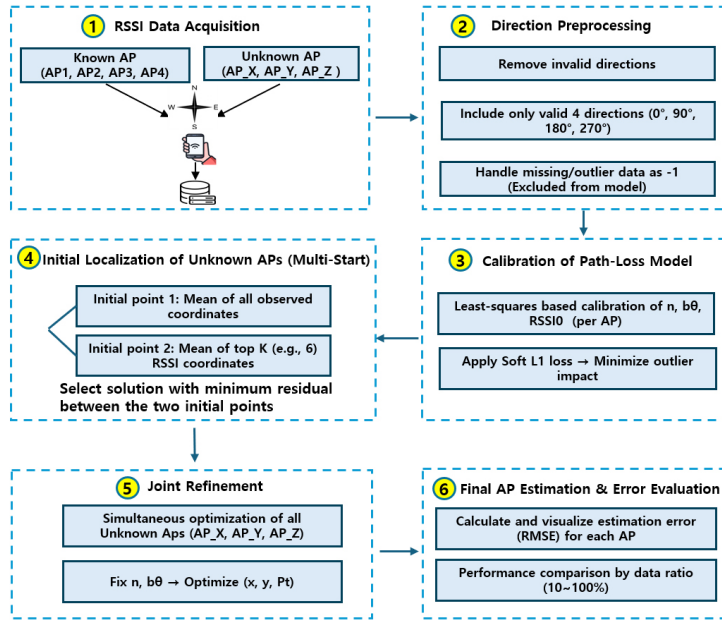 1 RSSI Data Acquisition
Known AP
(AP1, AP2, AP3, AP4)
Unknown AP
(AP_X, AP_Y, AP_Z )
N
W
E
S
2 Direction Preprocessing
Remove invalid directions
Include only valid 4 directions (0°, 90°,
180°, 270°)
Handle missing/outlier data as -1
(Excluded from model)
3 Calibration of Path-Loss Model
Least-squares based calibration of n, bθ,
RSSI0 (per AP)
Apply Soft L1 loss → Minimize outlier
impact
4 Initial Localization of Unknown APs (Multi-Start)
Initial point 1: Mean of all observed
coordinates
Initial point 2: Mean of top K (e.g., 6)
RSSI coordinates
Select solution with minimum residual
between the two initial points
5 Joint Refinement
Simultaneous optimization of all
Unknown Aps (AP_X, AP_Y, AP_Z)
Fix n, bθ → Optimize (x, y, Pt)
6 Final AP Estimation & Error Evaluation
Calculate and visualize estimation error
(RMSE) for each AP
Performance comparison by data ratio
(10~100%)